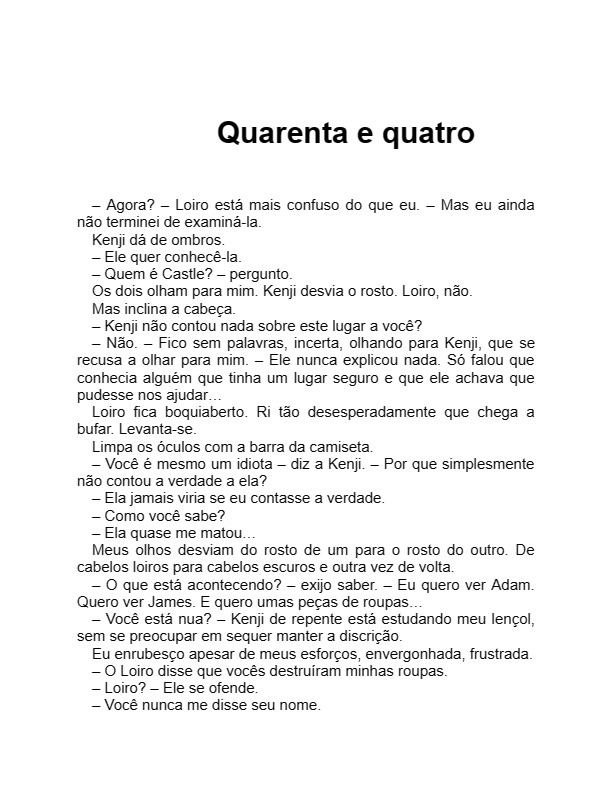 Quarenta e quatro
– Agora? – Loiro está mais confuso do que eu. – Mas eu ainda
não terminei de examiná-la.
Kenji dá de ombros.
– Ele quer conhecê-la.
– Quem é Castle? – pergunto.
Os dois olham para mim. Kenji desvia o rosto. Loiro, não.
Mas inclina a cabeça.
– Kenji não contou nada sobre este lugar a você?
– Não. – Fico sem palavras, incerta, olhando para Kenji, que se
recusa a olhar para mim. – Ele nunca explicou nada. Só falou que
conhecia alguém que tinha um lugar seguro e que ele achava que
pudesse nos ajudar…
Loiro fica boquiaberto. Ri tão desesperadamente que chega a
bufar. Levanta-se.
Limpa os óculos com a barra da camiseta.
– Você é mesmo um idiota – diz a Kenji. – Por que simplesmente
não contou a verdade a ela?
– Ela jamais viria se eu contasse a verdade.
– Como você sabe?
– Ela quase me matou…
Meus olhos desviam do rosto de um para o rosto do outro. De
cabelos loiros para cabelos escuros e outra vez de volta.
– O que está acontecendo? – exijo saber. – Eu quero ver Adam.
Quero ver James. E quero umas peças de roupas…
– Você está nua? – Kenji de repente está estudando meu lençol,
sem se preocupar em sequer manter a discrição.
Eu enrubesço apesar de meus esforços, envergonhada, frustrada.
– O Loiro disse que vocês destruíram minhas roupas.
– Loiro? – Ele se ofende.
– Você nunca me disse seu nome.